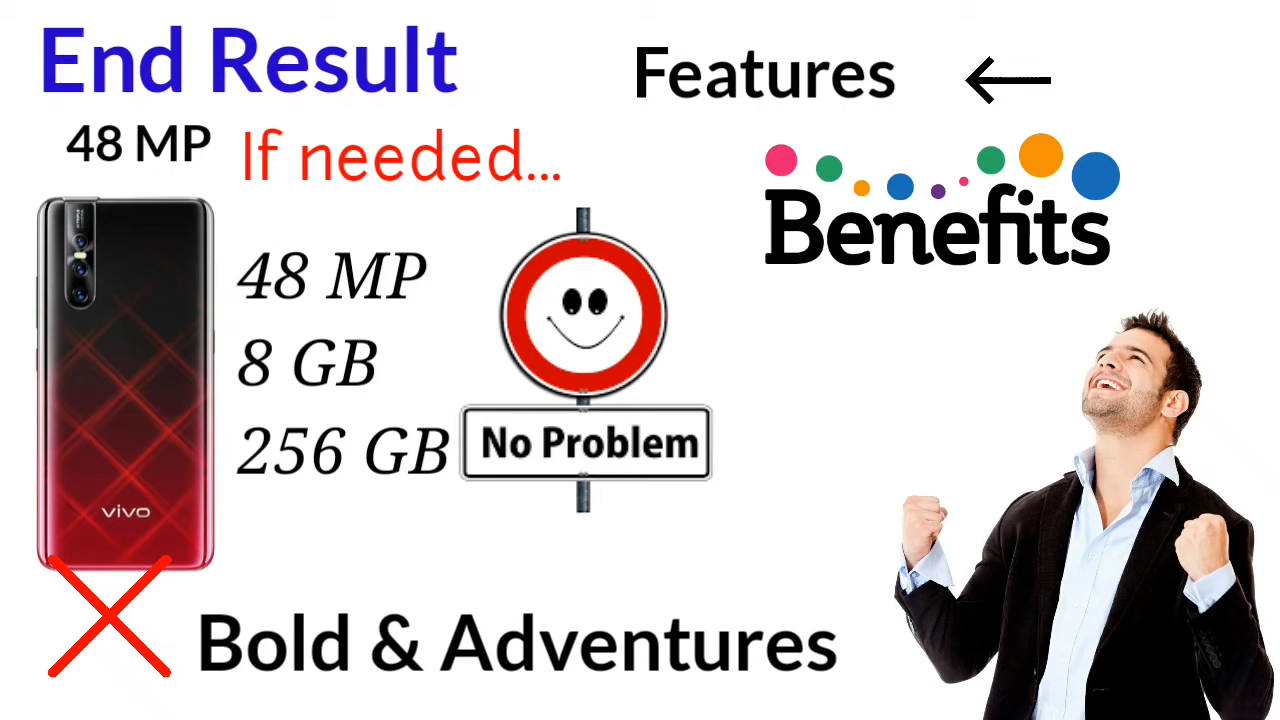 End Result
Features
48 MP
If needed...
Benefits
48 MP
8 GB
256 GB
No Problem
vivo
Bold & Adventures